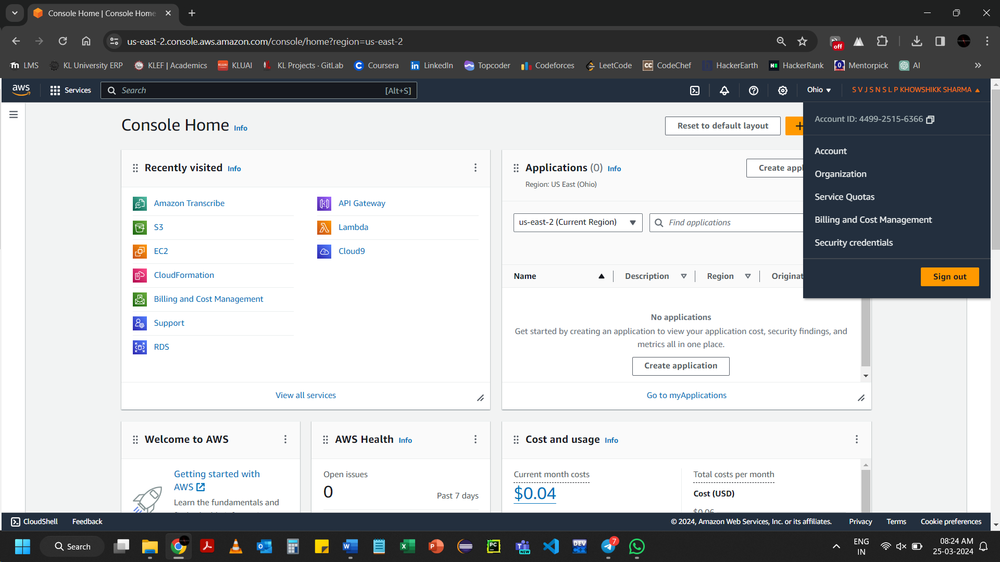 Console Home | Console Home
us-east-2.console.aws.amazon.com/console/home?region=us-east-2
off
LMS KL University ERP KLEF | Academics KLUAI KL Projects · GitLab Coursera LinkedIn Topcoder Codeforces LeetCode CodeChef HackerEarth HackerRank Mentorpick AI
aws Services Search [Alt+S] Ohio S V J S N S L P KHOWSHIKK SHARMA
Account ID: 4499-2515-6366
Account
Organization
Service Quotas
Billing and Cost Management
Security credentials
Sign out
Console Home Info
Reset to default layout
Recently visited Info
Amazon Transcribe
S3
EC2
CloudFormation
Billing and Cost Management
Support
RDS
API Gateway
Lambda
Cloud9
View all services
Applications (0) Info
Region: US East (Ohio)
Create appl
us-east-2 (Current Region) Find applications
Name Description Region Originat
No applications
Get started by creating an application to view your application cost, security findings, and
metrics all in one place.
Create application
Go to myApplications
Welcome to AWS
Getting started with
AWS
Learn the fundamentals and
AWS Health Info
Open issues
0
Past 7 days
Cost and usage Info
Current month costs
$0.04
Total costs per month
Cost (USD)
$0.06
CloudShell Feedback © 2024, Amazon Web Services, Inc. or its affiliates. Privacy Terms Cookie preferences
Search
PC
NEW
DEV
7
ENG
IN
08:24 AM
25-03-2024